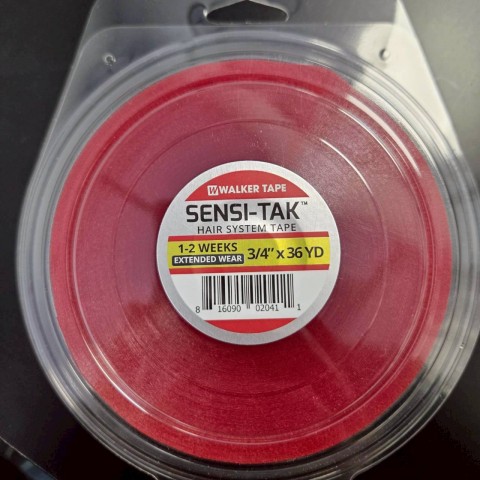 W WALKER TAPE
SENSI-TAK™
HAIR SYSTEM TAPE
1-2 WEEKS
EXTENDED WEAR
3/4" x 36 YD
8 16090 02041 1